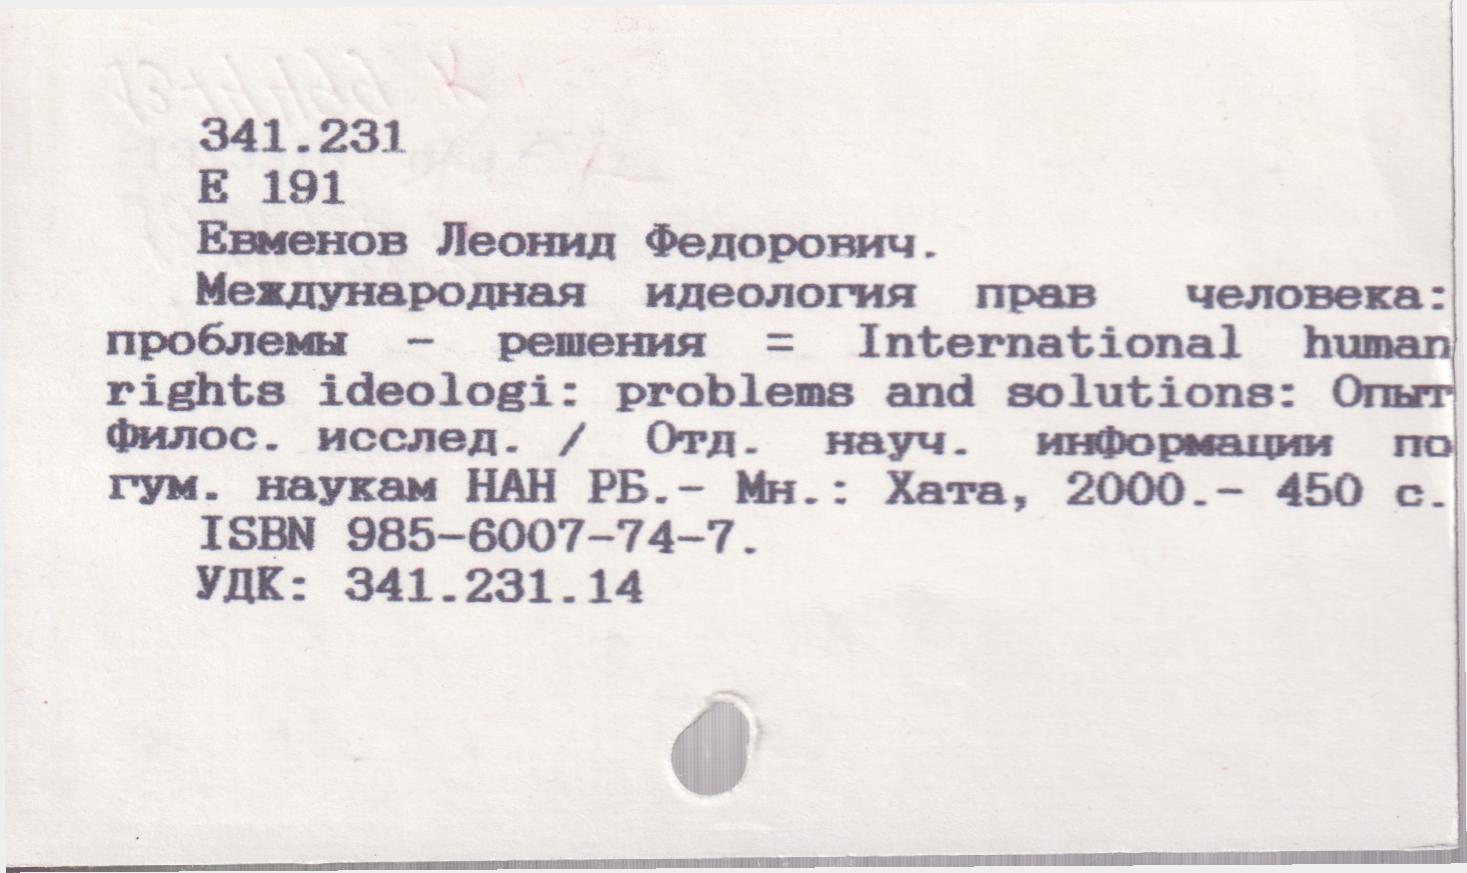 341.231
Е 191
Евменов Леонид Федорович.
Международная идеология прав человека:
проблемы - решения = International human
rights ideologi: problems and solutions: Опыт
филос. исслед. / Отд. науч. информации по
гум. наукам НАН РБ.- Мн.: Хата, 2000.- 450 с.
ISBN 985-6007-74-7.
УДК: 341.231.14